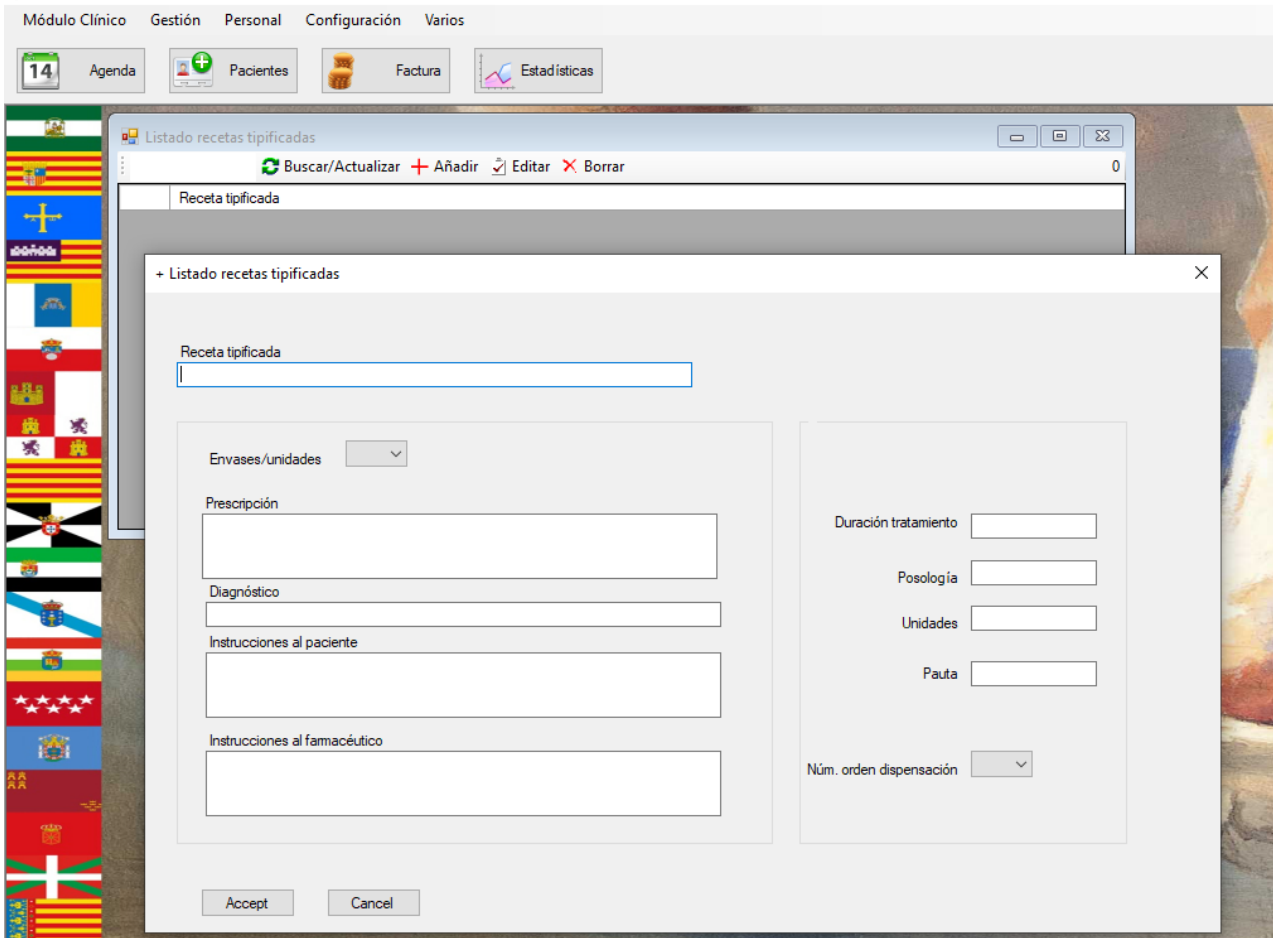 Módulo Clínico Gestión Personal Configuración Varios
14 Agenda Pacientes Factura Estadísticas
Listado recetas tipificadas
Buscar/Actualizar Añadir Editar Borrar 0
Receta tipificada
+ Listado recetas tipificadas
Receta tipificada
Envases/unidades
Prescripción
Diagnóstico
Instrucciones al paciente
Instrucciones al farmacéutico
Duración tratamiento
Posología
Unidades
Pauta
Núm. orden dispensación
Accept Cancel